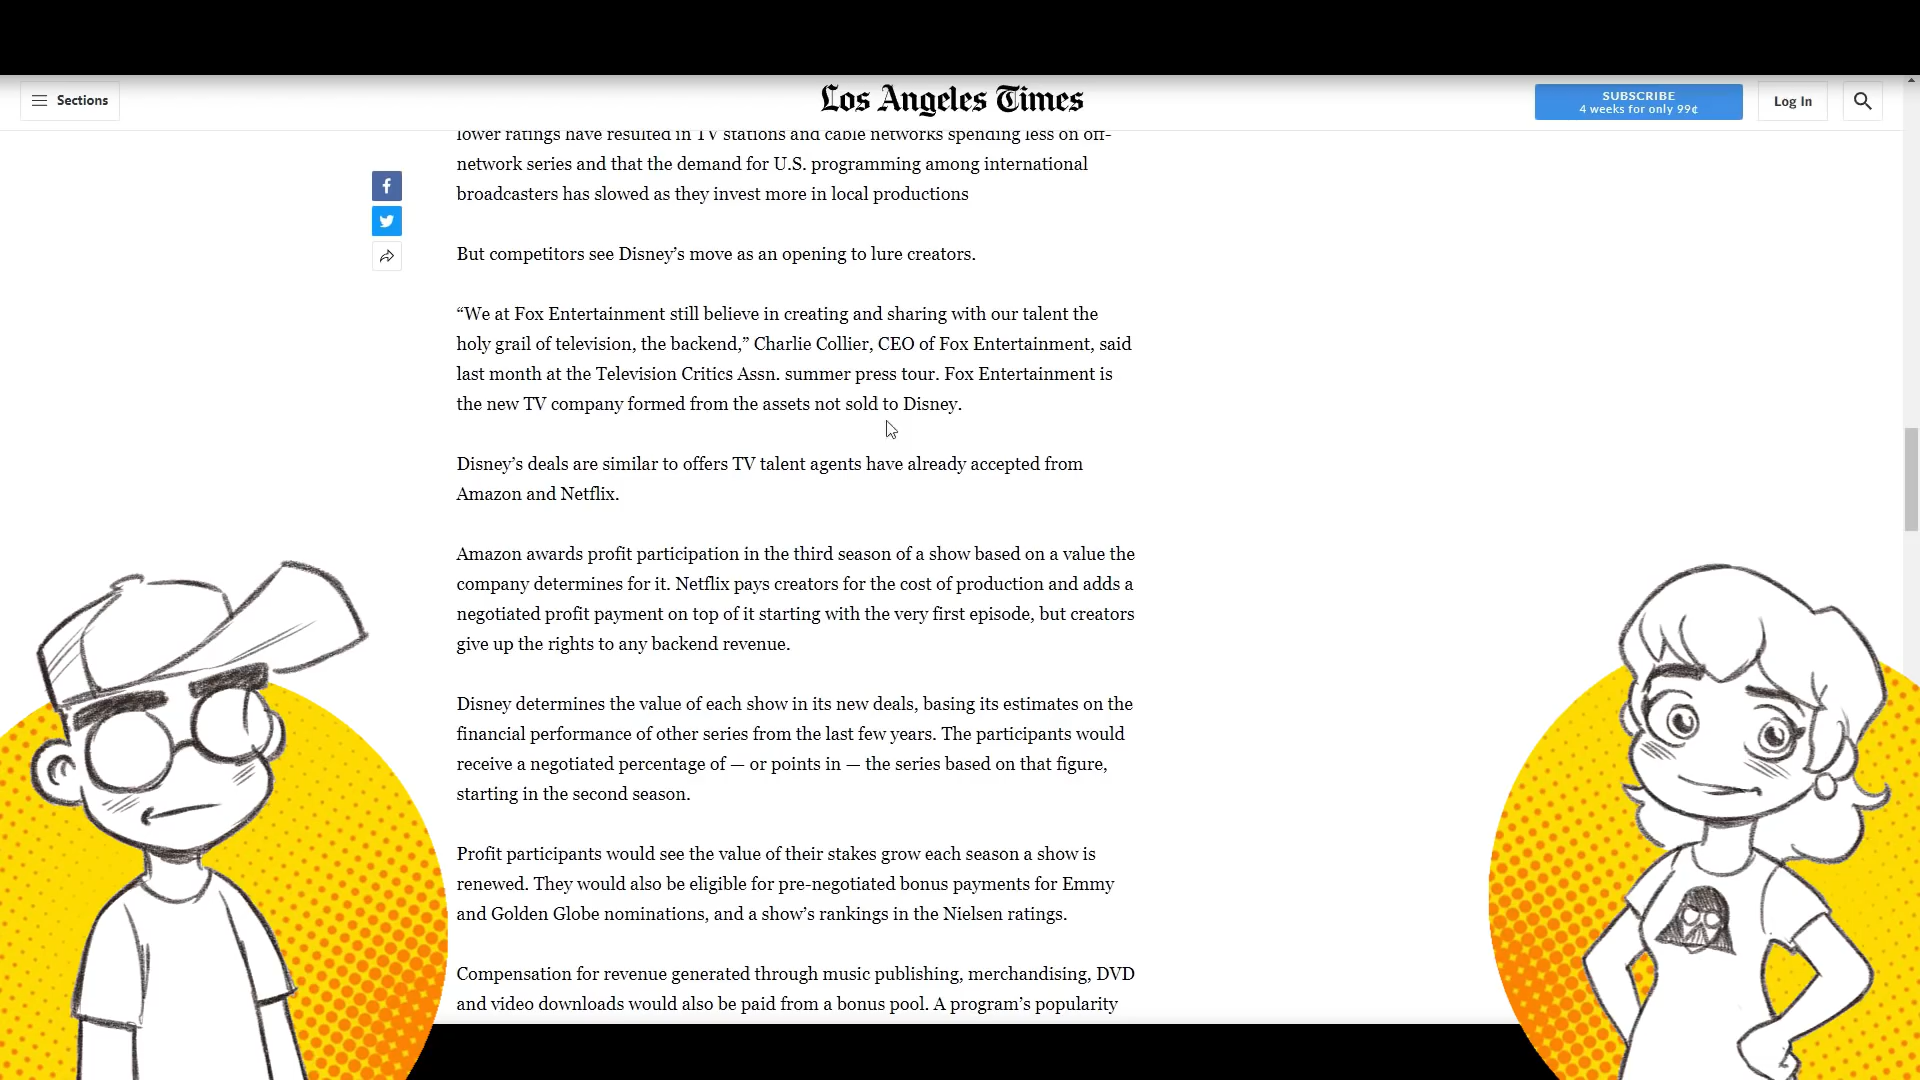 Sections
Los Angeles Times
SUBSCRIBE
4 weeks for only 99¢
Log In
lower ratings have resulted in TV stations and cable networks spending less on off-
network series and that the demand for U.S. programming among international
broadcasters has slowed as they invest more in local productions
But competitors see Disney’s move as an opening to lure creators.
“We at Fox Entertainment still believe in creating and sharing with our talent the
holy grail of television, the backend,” Charlie Collier, CEO of Fox Entertainment, said
last month at the Television Critics Assn. summer press tour. Fox Entertainment is
the new TV company formed from the assets not sold to Disney.
Disney’s deals are similar to offers TV talent agents have already accepted from
Amazon and Netflix.
Amazon awards profit participation in the third season of a show based on a value the
company determines for it. Netflix pays creators for the cost of production and adds a
negotiated profit payment on top of it starting with the very first episode, but creators
give up the rights to any backend revenue.
Disney determines the value of each show in its new deals, basing its estimates on the
financial performance of other series from the last few years. The participants would
receive a negotiated percentage of — or points in — the series based on that figure,
starting in the second season.
Profit participants would see the value of their stakes grow each season a show is
renewed. They would also be eligible for pre-negotiated bonus payments for Emmy
and Golden Globe nominations, and a show’s rankings in the Nielsen ratings.
Compensation for revenue generated through music publishing, merchandising, DVD
and video downloads would also be paid from a bonus pool. A program’s popularity